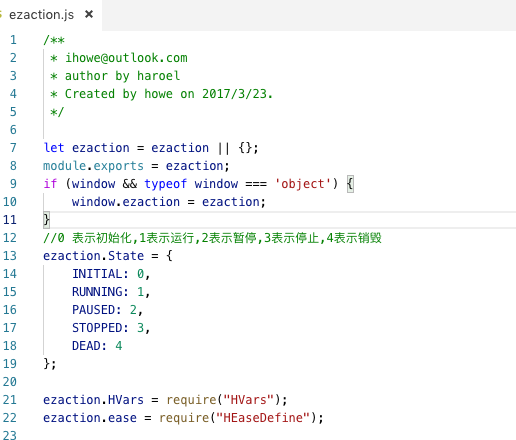 ezaction.js ×
1 /**
2  * ihowe@outlook.com
3  * author by haroel
4  * Created by howe on 2017/3/23.
5  */
6
7 let ezaction = ezaction || {};
8 module.exports = ezaction;
9 if (window && typeof window === 'object') {
10     window.ezaction = ezaction;
11 }
12 //0 表示初始化,1表示运行,2表示暂停,3表示停止,4表示销毁
13 ezaction.State = {
14     INITIAL: 0,
15     RUNNING: 1,
16     PAUSED: 2,
17     STOPPED: 3,
18     DEAD: 4
19 };
20
21 ezaction.HVars = require("HVars");
22 ezaction.ease = require("HEaseDefine");
23